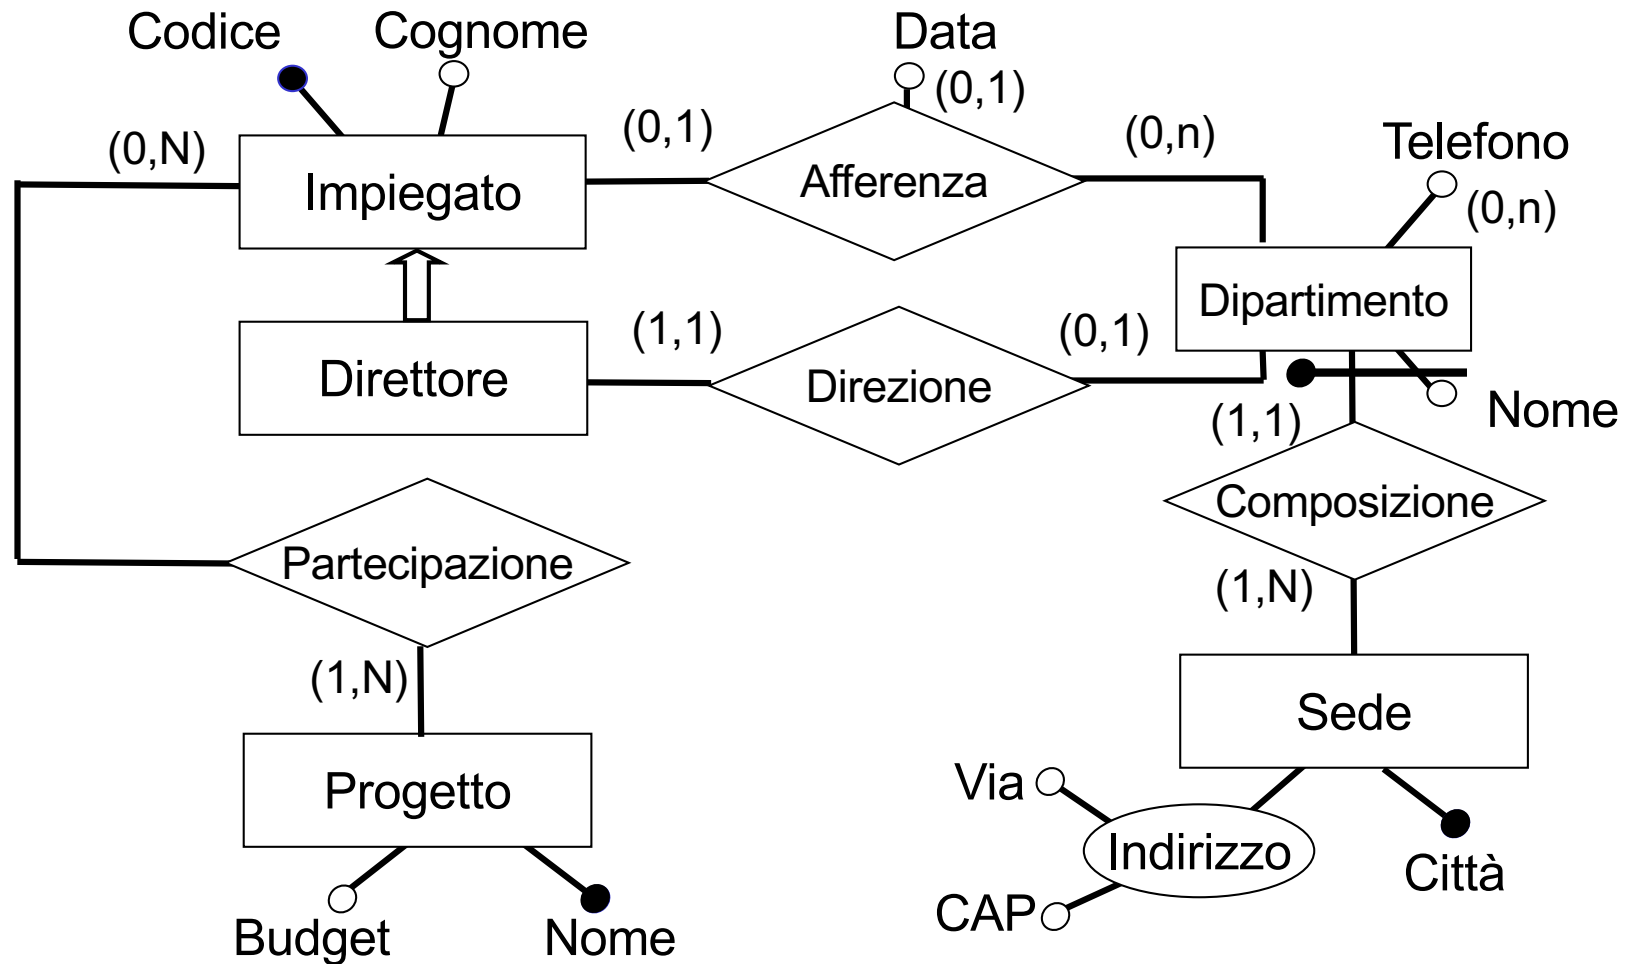 Codice
Cognome
Data
(0,1)
(0,N)
(0,1)
(0,n)
Telefono
(0,n)
Impiegato
Afferenza
Dipartimento
(1,1)
(0,1)
Direttore
Direzione
Nome
(1,1)
Composizione
Partecipazione
(1,N)
(1,N)
Sede
Progetto
Via
Indirizzo
Città
CAP
Budget
Nome